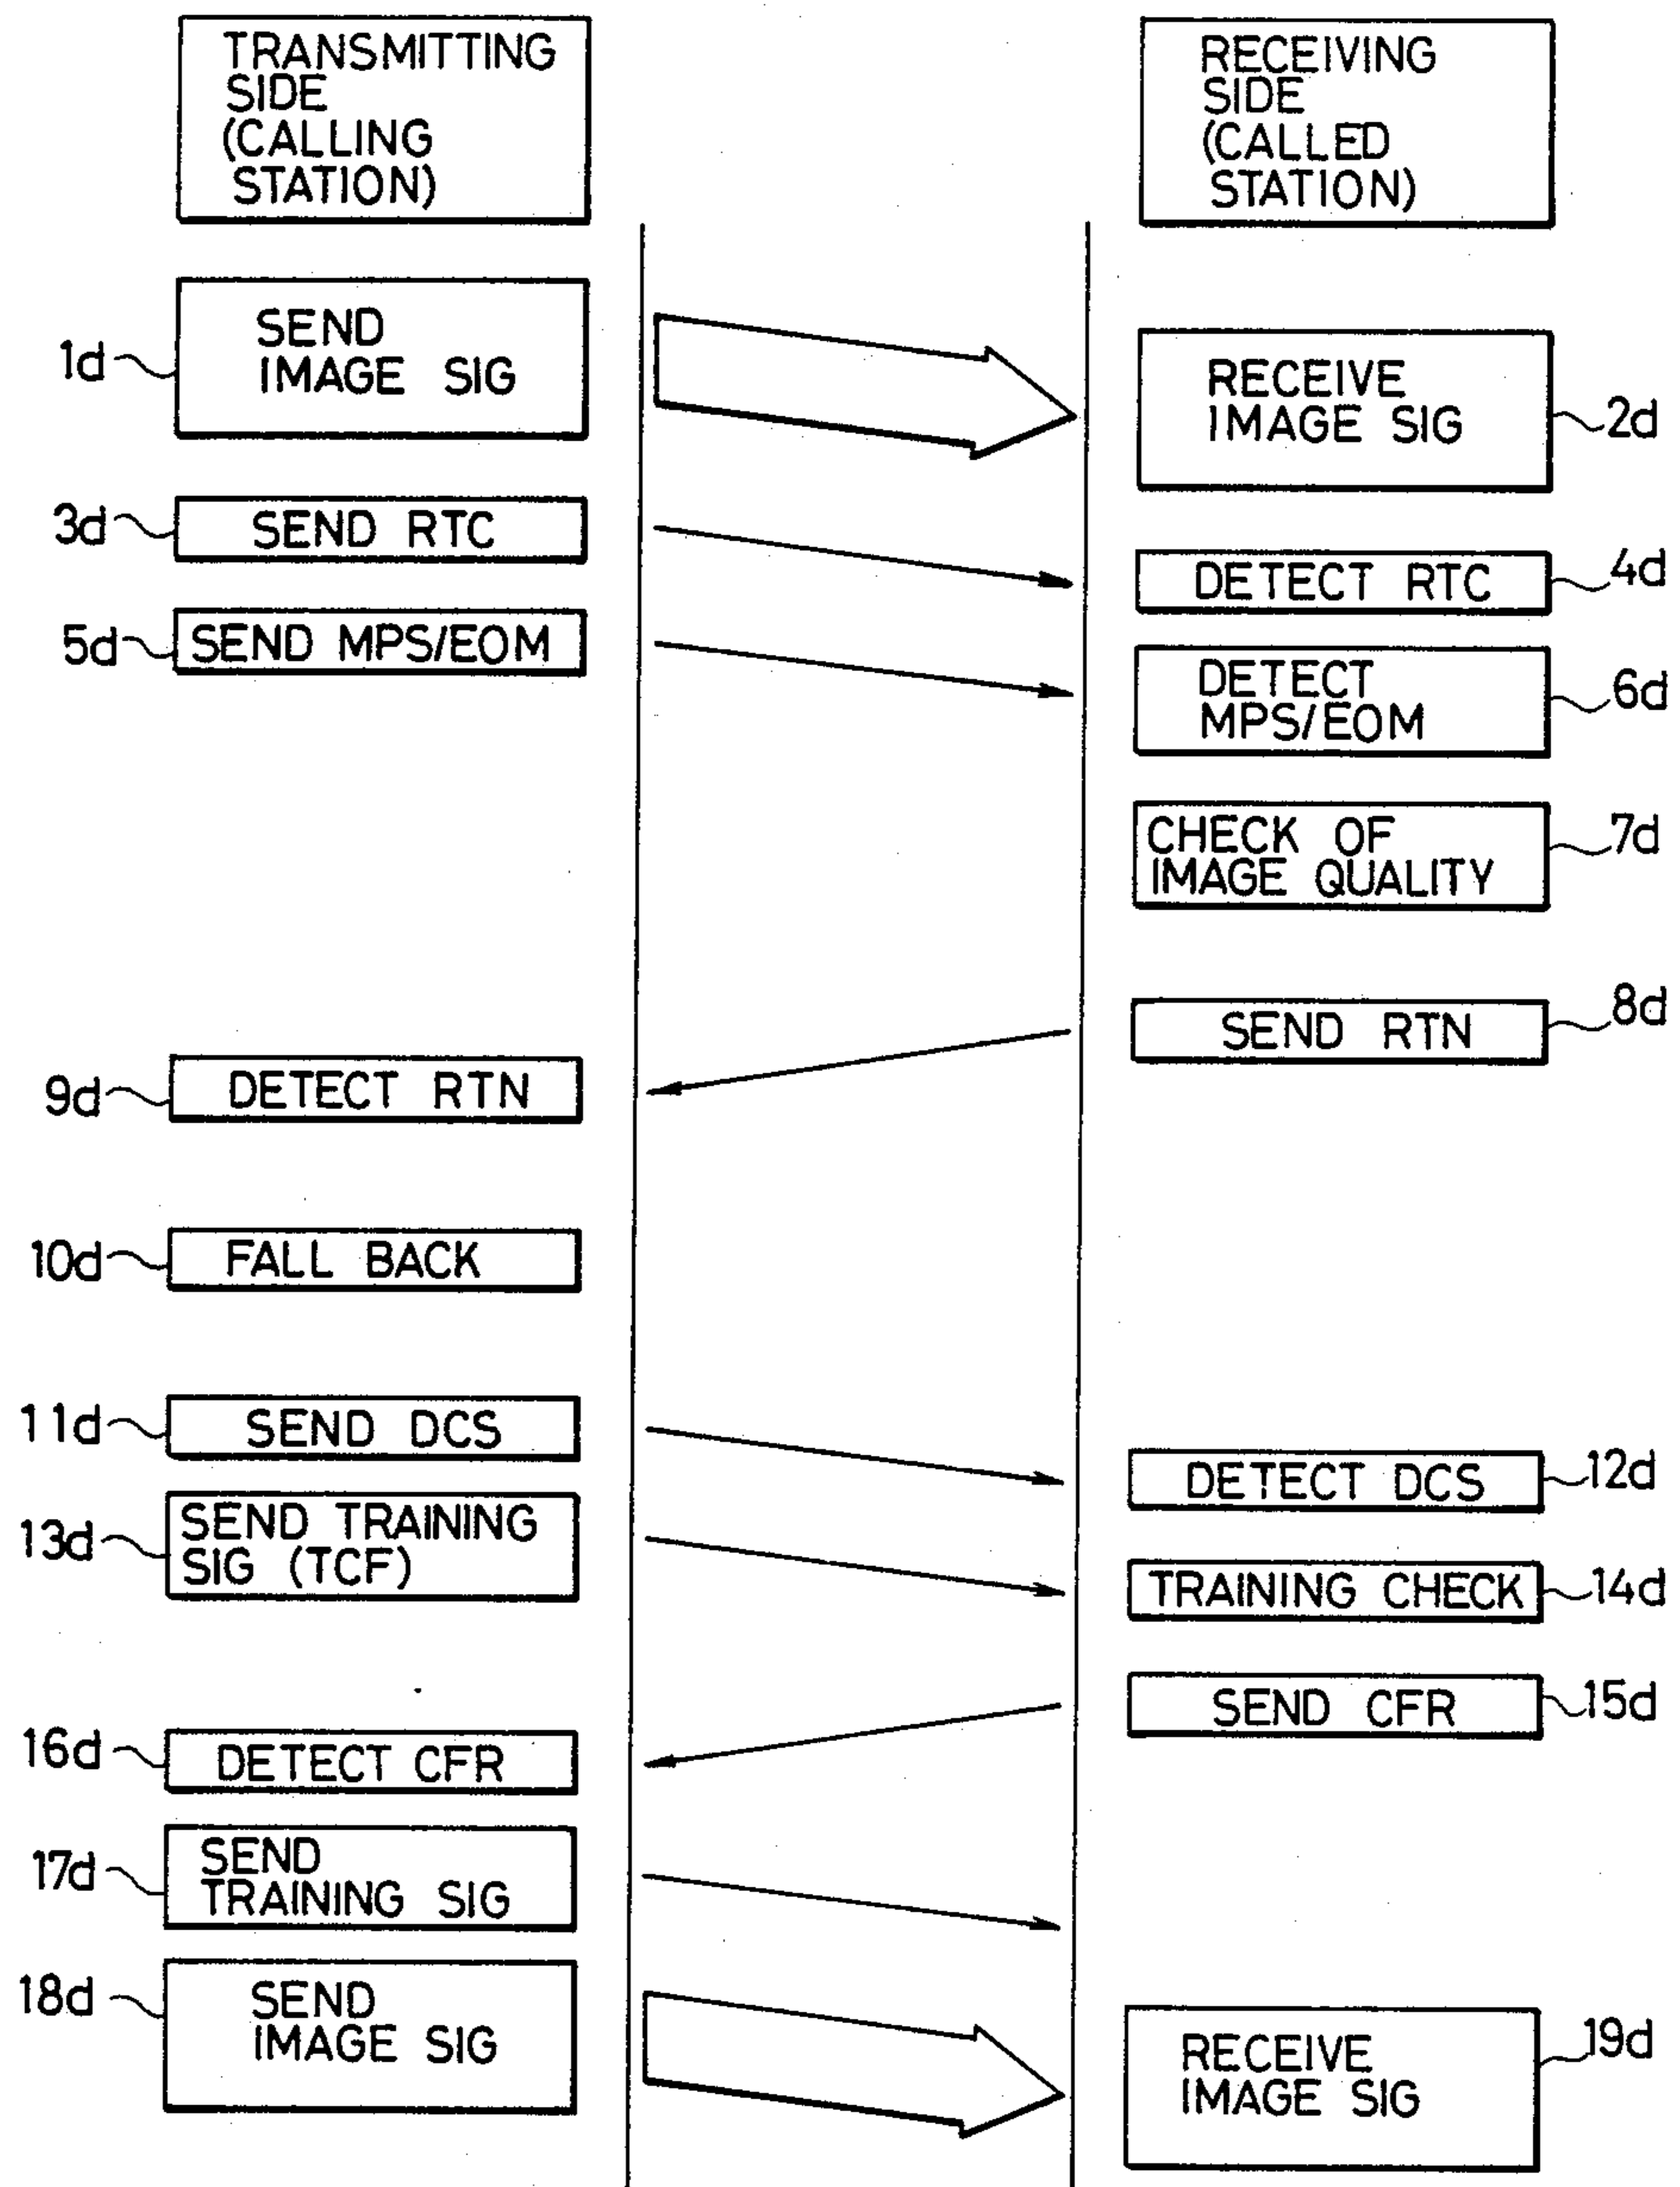 TRANSMITTING
SIDE
(CALLING
STATION)
RECEIVING
SIDE
(CALLED
STATION)
1d
SEND
IMAGE SIG
RECEIVE
IMAGE SIG
2d
3d
SEND RTC
DETECT RTC
4d
5d
SEND MPS/EOM
DETECT
MPS/EOM
6d
CHECK OF
IMAGE QUALITY
7d
SEND RTN
8d
9d
DETECT RTN
10d
FALL BACK
11d
SEND DCS
DETECT DCS
12d
13d
SEND TRAINING
SIG (TCF)
TRAINING CHECK
14d
SEND CFR
15d
16d
DETECT CFR
17d
SEND
TRAINING SIG
18d
SEND
IMAGE SIG
RECEIVE
IMAGE SIG
19d